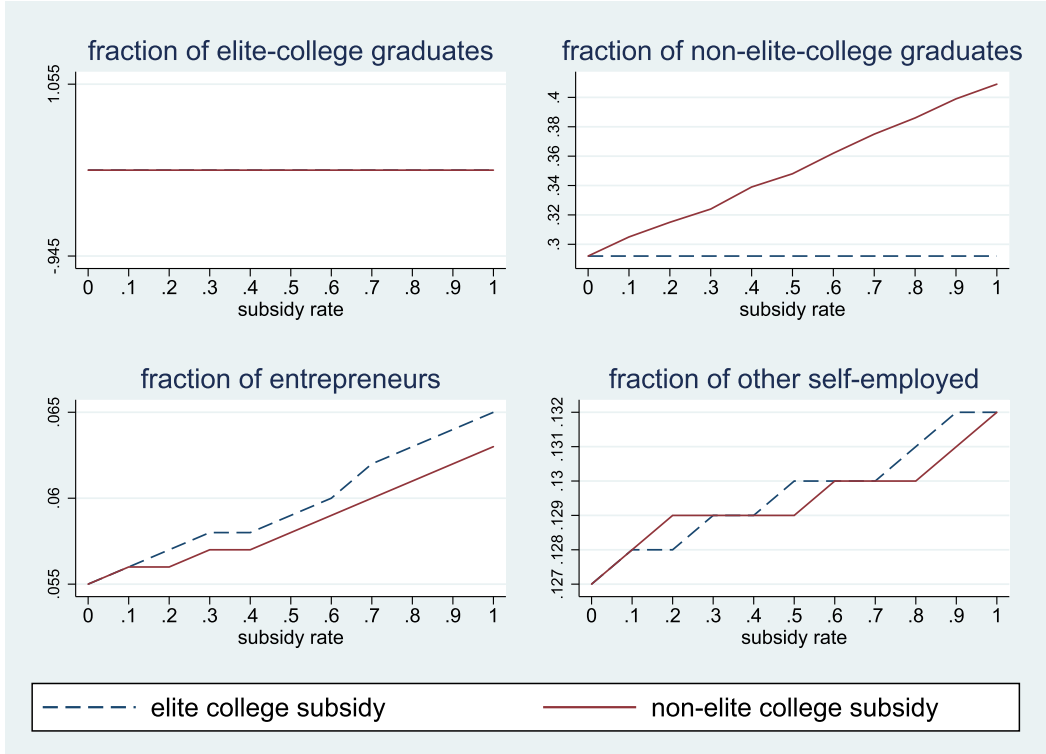 fraction of elite-college graduates
1.055
-.945
0 .1 .2 .3 .4 .5 .6 .7 .8 .9 1
subsidy rate
fraction of non-elite-college graduates
.4
.38
.36
.34
.32
.3
0 .1 .2 .3 .4 .5 .6 .7 .8 .9 1
subsidy rate
fraction of entrepreneurs
.065
.06
.055
0 .1 .2 .3 .4 .5 .6 .7 .8 .9 1
subsidy rate
fraction of other self-employed
.132
.131
.13
.129
.128
.127
0 .1 .2 .3 .4 .5 .6 .7 .8 .9 1
subsidy rate
elite college subsidy
non-elite college subsidy